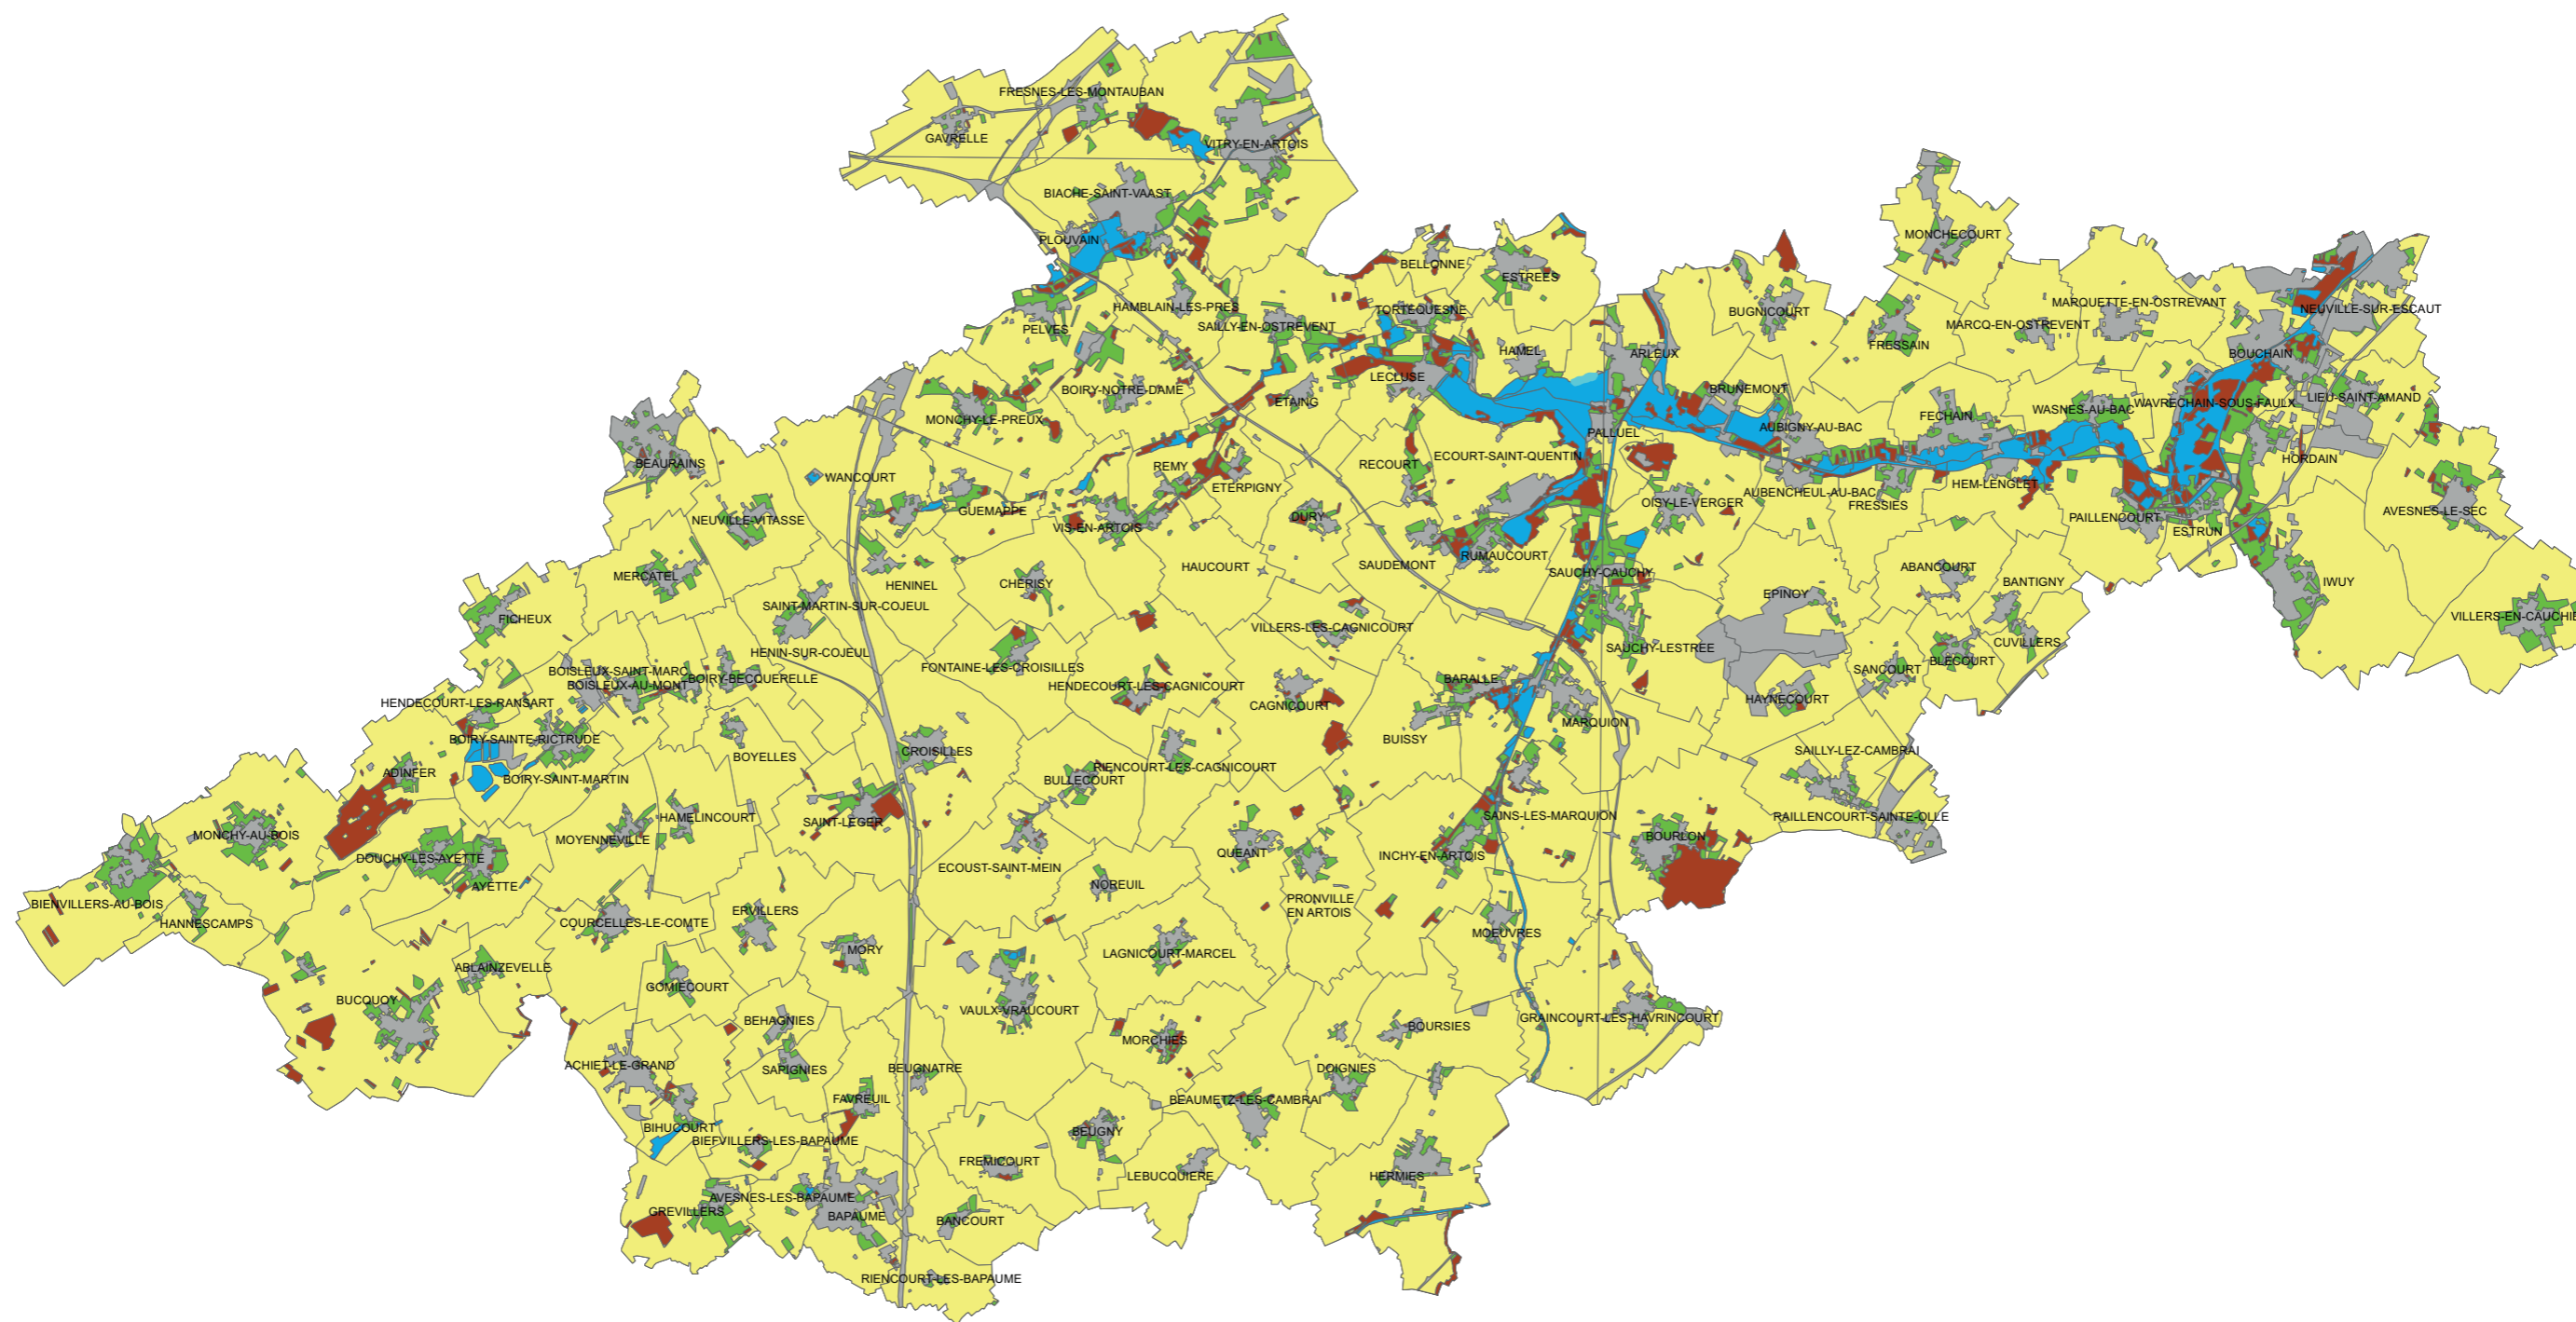 FRESNES-LES-MONTAUBAN
GAVRELLE
VITRY-EN-ARTOIS
BIACHE-SAINT-VAAST
PLOUVAIN
BELLONNE
ESTREES
MONCHECOURT
HAMBLAIN-LES-PRES
PELVES
SAILLY-EN-OSTREVENT
TORTEQUESNE
BUGNICOURT
MARQUETTE-EN-OSTREVANT
NEUVILLE-SUR-ESCAUT
MARCQ-EN-OSTREVENT
FRESSAIN
HAMEL
ARLEUX
BOUCHAIN
LECLUSE
BOIRY-NOTRE-DAME
ETAING
BRUNEMONT
LIEU-SAINT-AMAND
WAVRECHAIN-SOUS-FAULX
WASNES-AU-BAC
FECHAIN
MONCHY-LE-PREUX
AUBIGNY-AU-BAC
PALLUEL
BEAURAINS
REMY
RECOURT
ECOURT-SAINT-QUENTIN
HORDAIN
WANCOURT
ETERPIGNY
HEM-LENGLET
AUBENCHEUL-AU-BAC
FRESSIES
OISY-LE-VERGER
GUEMAPPE
AVESNES-LE-SEC
NEUVILLE-VITASSE
VIS-EN-ARTOIS
DURY
PAILLENCOURT
ESTRUN
RUMAUCOURT
SAUDEMONT
HAUCOURT
MERCATEL
HENINEL
CHERISY
SAUCHY-CAUCHY
ABANCOURT
BANTIGNY
IWUY
EPINOY
SAINT-MARTIN-SUR-COJEUL
FICHEUX
VILLERS-EN-CAUCHIE
VILLERS-LES-CAGNICOURT
CUVILLERS
SAUCHY-LESTREE
HENIN-SUR-COJEUL
FONTAINE-LES-CROISILLES
SANCOURT
BLECOURT
BOISLEUX-SAINT-MARC
BOISLEUX-AU-MONT
BOIRY-BECQUERELLE
HENDECOURT-LES-CAGNICOURT
BARALLE
HENDECOURT-LES-RANSART
CAGNICOURT
HAYNECOURT
MARQUION
BOIRY-SAINTE-RICTRUDE
BUISSY
CROISILLES
SAILLY-LEZ-CAMBRAI
BOYELLES
RIENCOURT-LES-CAGNICOURT
ADINFER
BOIRY-SAINT-MARTIN
BULLECOURT
HAMELINCOURT
SAINT-LEGER
SAINS-LES-MARQUION
RAILLENCOURT-SAINTE-OLLE
MONCHY-AU-BOIS
MOYENNEVILLE
BOURLON
DOUCHY-LES-AYETTE
QUEANT
INCHY-EN-ARTOIS
ECOUST-SAINT-MEIN
AYETTE
NOREUIL
PRONVILLE
EN ARTOIS
BIENVILLERS-AU-BOIS
HANNESCAMPS
COURCELLES-LE-COMTE
ERVILLERS
MOEUVRES
MORY
LAGNICOURT-MARCEL
ABLAINZEVELLE
GOMIECOURT
BUCQUOY
VAULX-VRAUCOURT
BEHAGNIES
GRAINCOURT-LES-HAVRINCOURT
BOURSIES
MORCHIES
ACHIET-LE-GRAND
SAPIGNIES
BEUGNATRE
DOIGNIES
FAVREUIL
BEAUMETZ-LES-CAMBRAI
BIHUCOURT
BEUGNY
BIEFVILLERS-LES-BAPAUME
FREMICOURT
LEBUCQUIERE
HERMIES
AVESNES-LES-BAPAUME
GREVILLERS
BAPAUME
BANCOURT
RIENCOURT-LES-BAPAUME